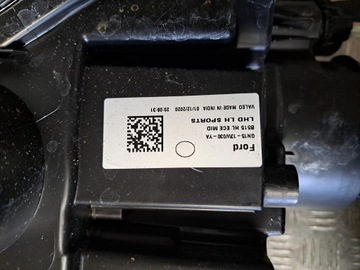 Ford
GN15-13W030-YA
BS15 HL ECE MID
LHD LH SPORTS
VALEO MADE IN INDIA 01/12/2020 20:08:31